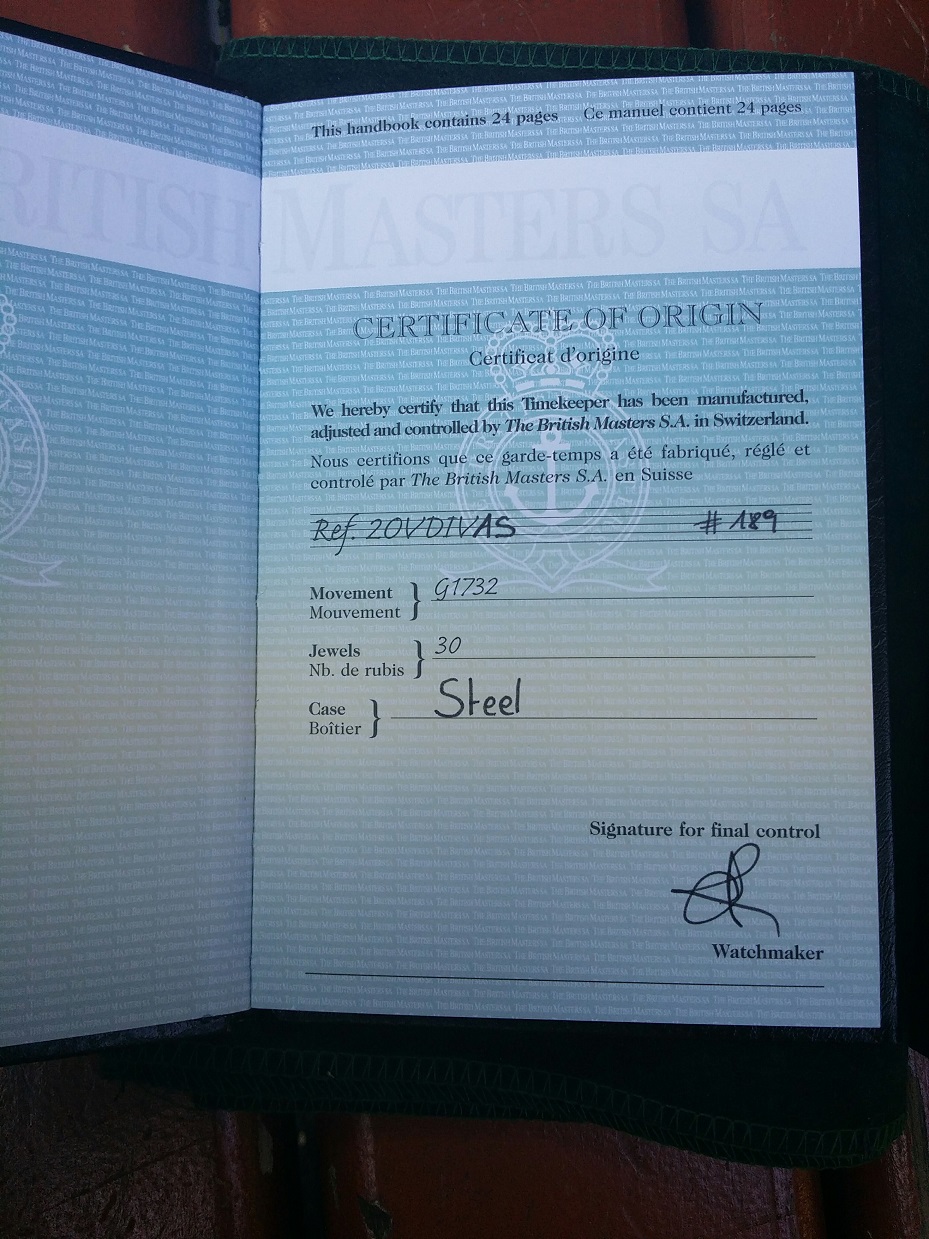 This handbook contains 24 pages Ce manuel contient 24 pages
RITISH MASTERS SA
CERTIFICATE OF ORIGIN
Certificat d'origine
We hereby certify that this Timekeeper has been manufactured,
adjusted and controlled by The British Masters S.A. in Switzerland.
Nous certifions que ce garde-temps a été fabriqué, réglé et
controlé par The British Masters S.A. en Suisse
Ref. 20VDIVAS #189
Movement G1732
Mouvement
Jewels 30
Nb. de rubis
Case Steel
Boîtier
Signature for final control
Watchmaker